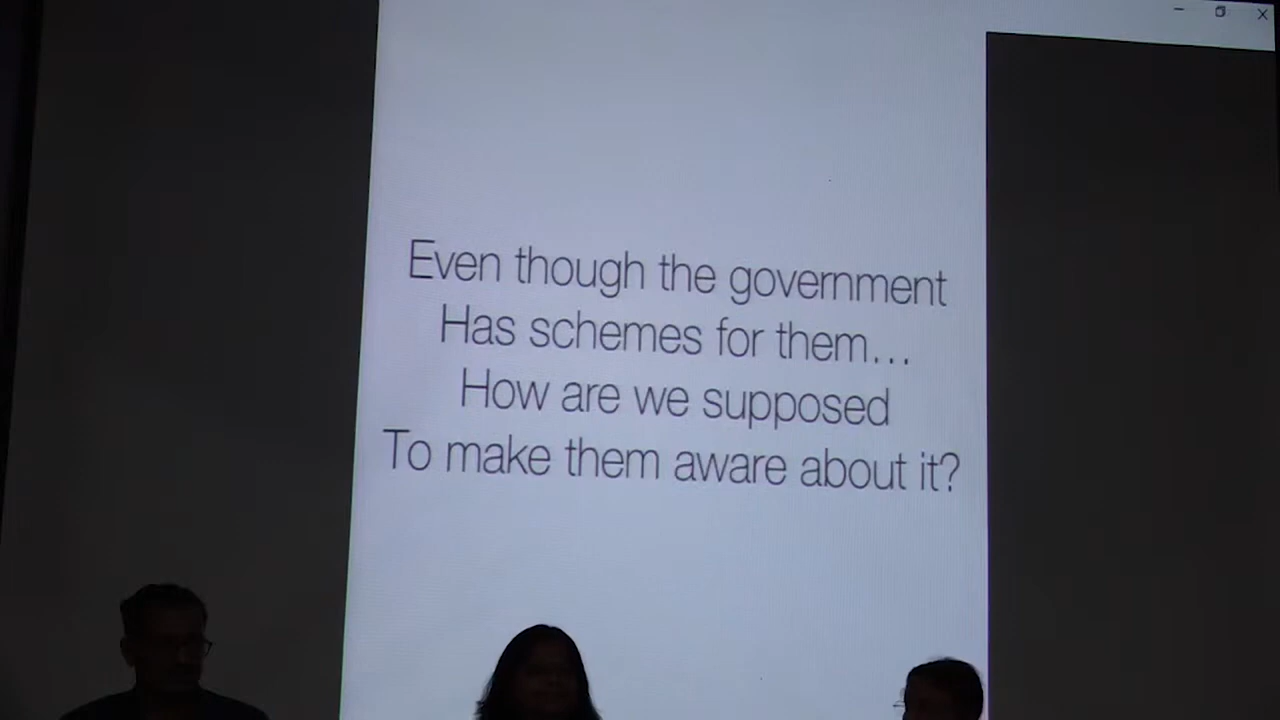 Even though the government
Has schemes for them...
How are we supposed
To make them aware about it?